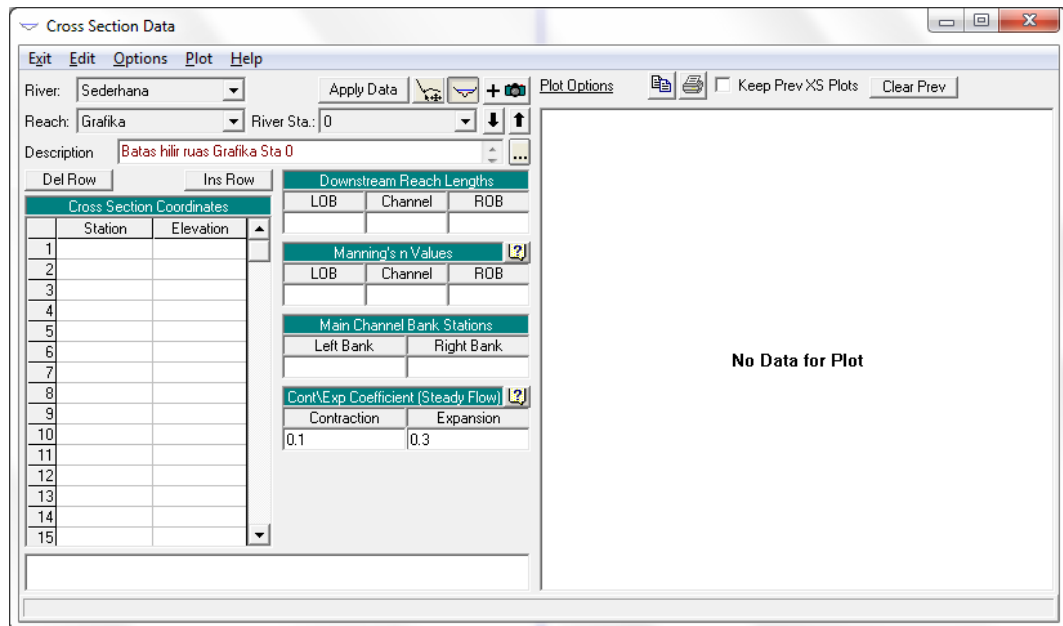 Cross Section Data
Exit Edit Options Plot Help
River: Sederhana Apply Data Plot Options Keep Prev XS Plots Clear Prev
Reach: Grafika River Sta.: 0
Description Batas hilir ruas Grafika Sta 0 ...
Del Row Ins Row Downstream Reach Lengths
Cross Section Coordinates LOB Channel ROB
Station Elevation
1 Manning's n Values
2 LOB Channel ROB
3
4
5 Main Channel Bank Stations
6 Left Bank Right Bank
7 No Data for Plot
8 Cont\Exp Coefficient (Steady Flow)
9 Contraction Expansion
10 0.1 0.3
11
12
13
14
15